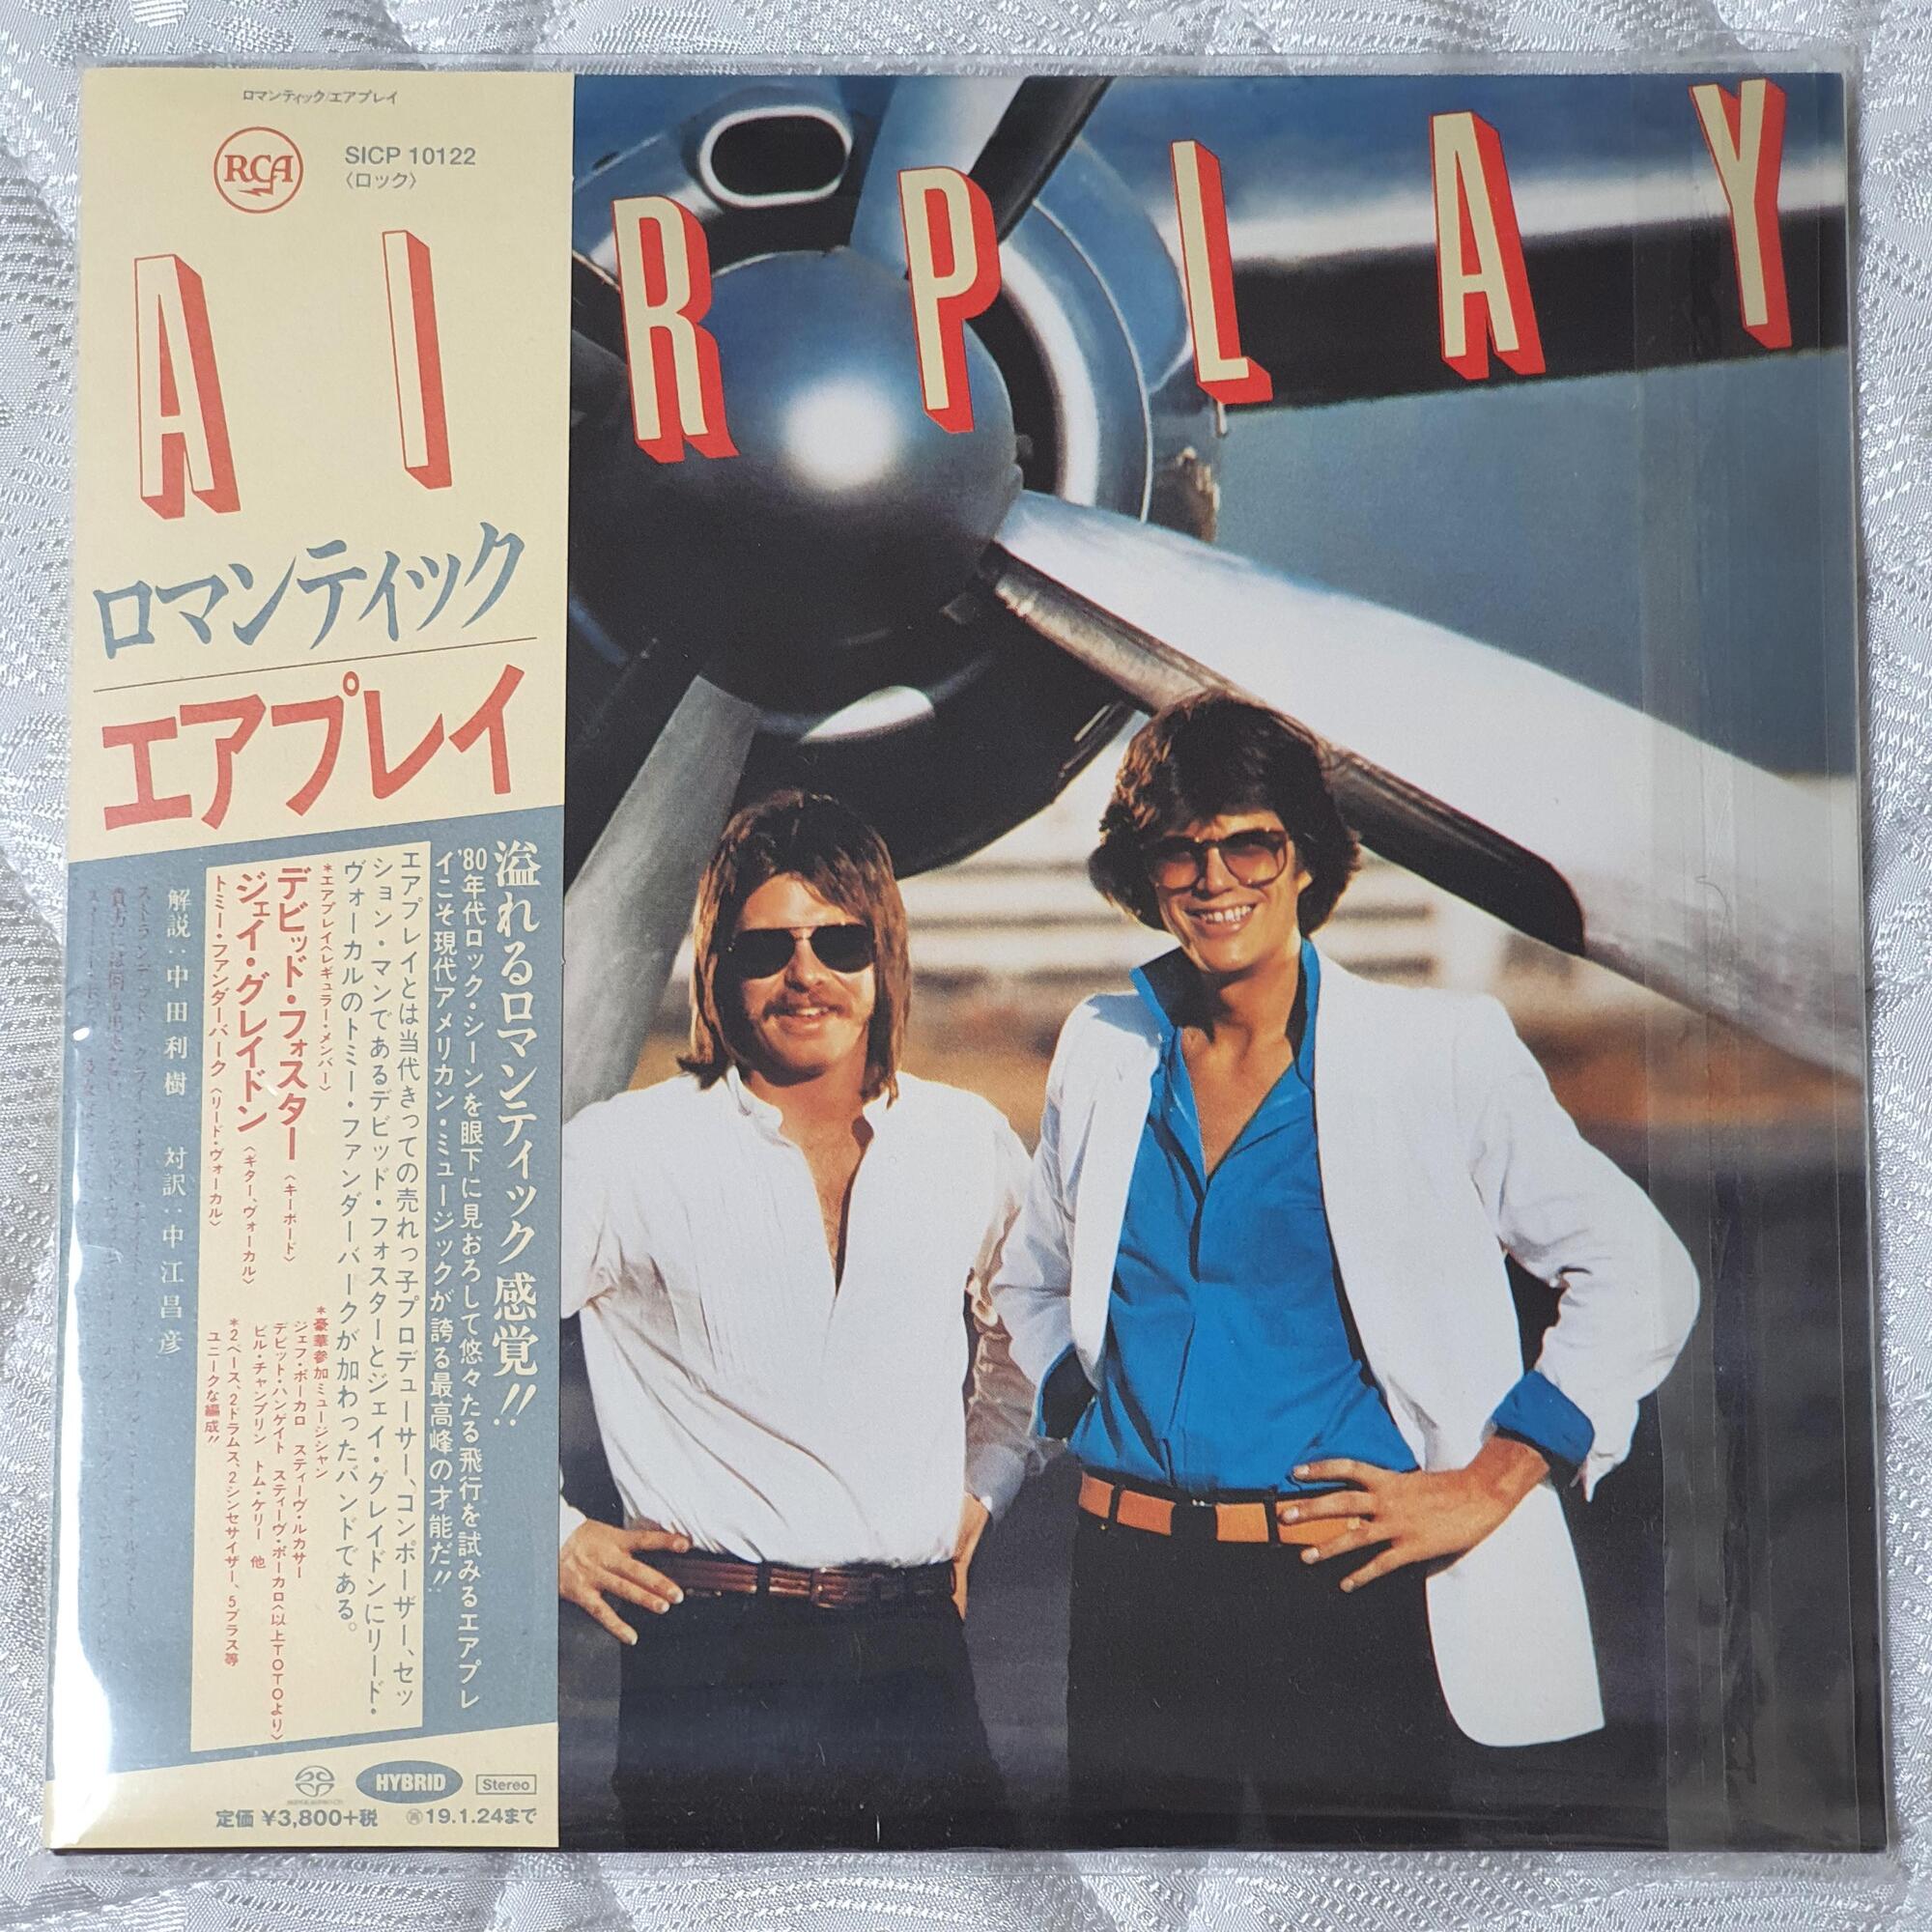 ロマンティック/エアプレイ
RCA
SICP 10122
〈ロック〉
AIRPLAY
ロマンティック
エアプレイ
溢れるロマンティック感覚!!
'80年代ロック・シーンを眼下に見おろして悠々たる飛行を試みるエアプレ
イこそ現代アメリカン・ミュージックが誇る最高峰の才能だ!!
エアプレイとは当代きっての売れっ子プロデューサー、コンポーザー、セッ
ション・マンであるデビッド・フォスターとジェイ・グレイドンにリード・
ヴォーカルのトミー・ファンダーバークが加わったバンドである。
*エアプレイ〈レギュラー・メンバー〉
デビッド・フォスター〈キーボード〉
ジェイ・グレイドン〈ギター、ヴォーカル〉
トミー・ファンダーバーク〈リード・ヴォーカル〉
*豪華参加ミュージシャン
ジェフ・ポーカロ スティーヴ・ルカサー
デビット・ハンゲイト スティーヴ・ポーカロ〈以上TOTOより〉
ビル・チャンプリン トム・ケリー 他
*2ベース、2ドラムス、2シンセサイザー、5ブラス等
ユニークな編成!!
解説：中田利樹 対訳：中江昌彦
HYBRID
Stereo
定価 ¥3,800+税 19.1.24まで